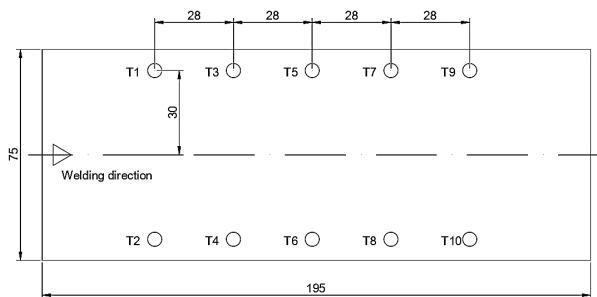 28 28 28 28
T1 T3 T5 T7 T9
30
75
Welding direction
T2 T4 T6 T8 T10
195